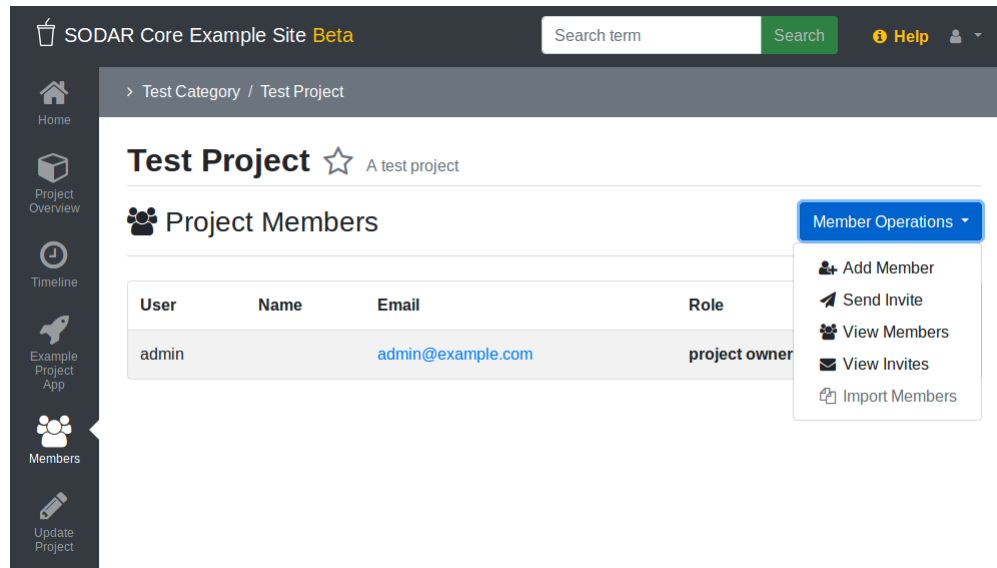 SODAR Core Example Site Beta
Search term
Search
Help
Home
Project
Overview
Timeline
Example
Project
App
Members
Update
Project
> Test Category / Test Project
Test Project
A test project
Project Members
Member Operations
Add Member
Send Invite
View Members
View Invites
Import Members
User Name Email Role
admin admin@example.com project owner